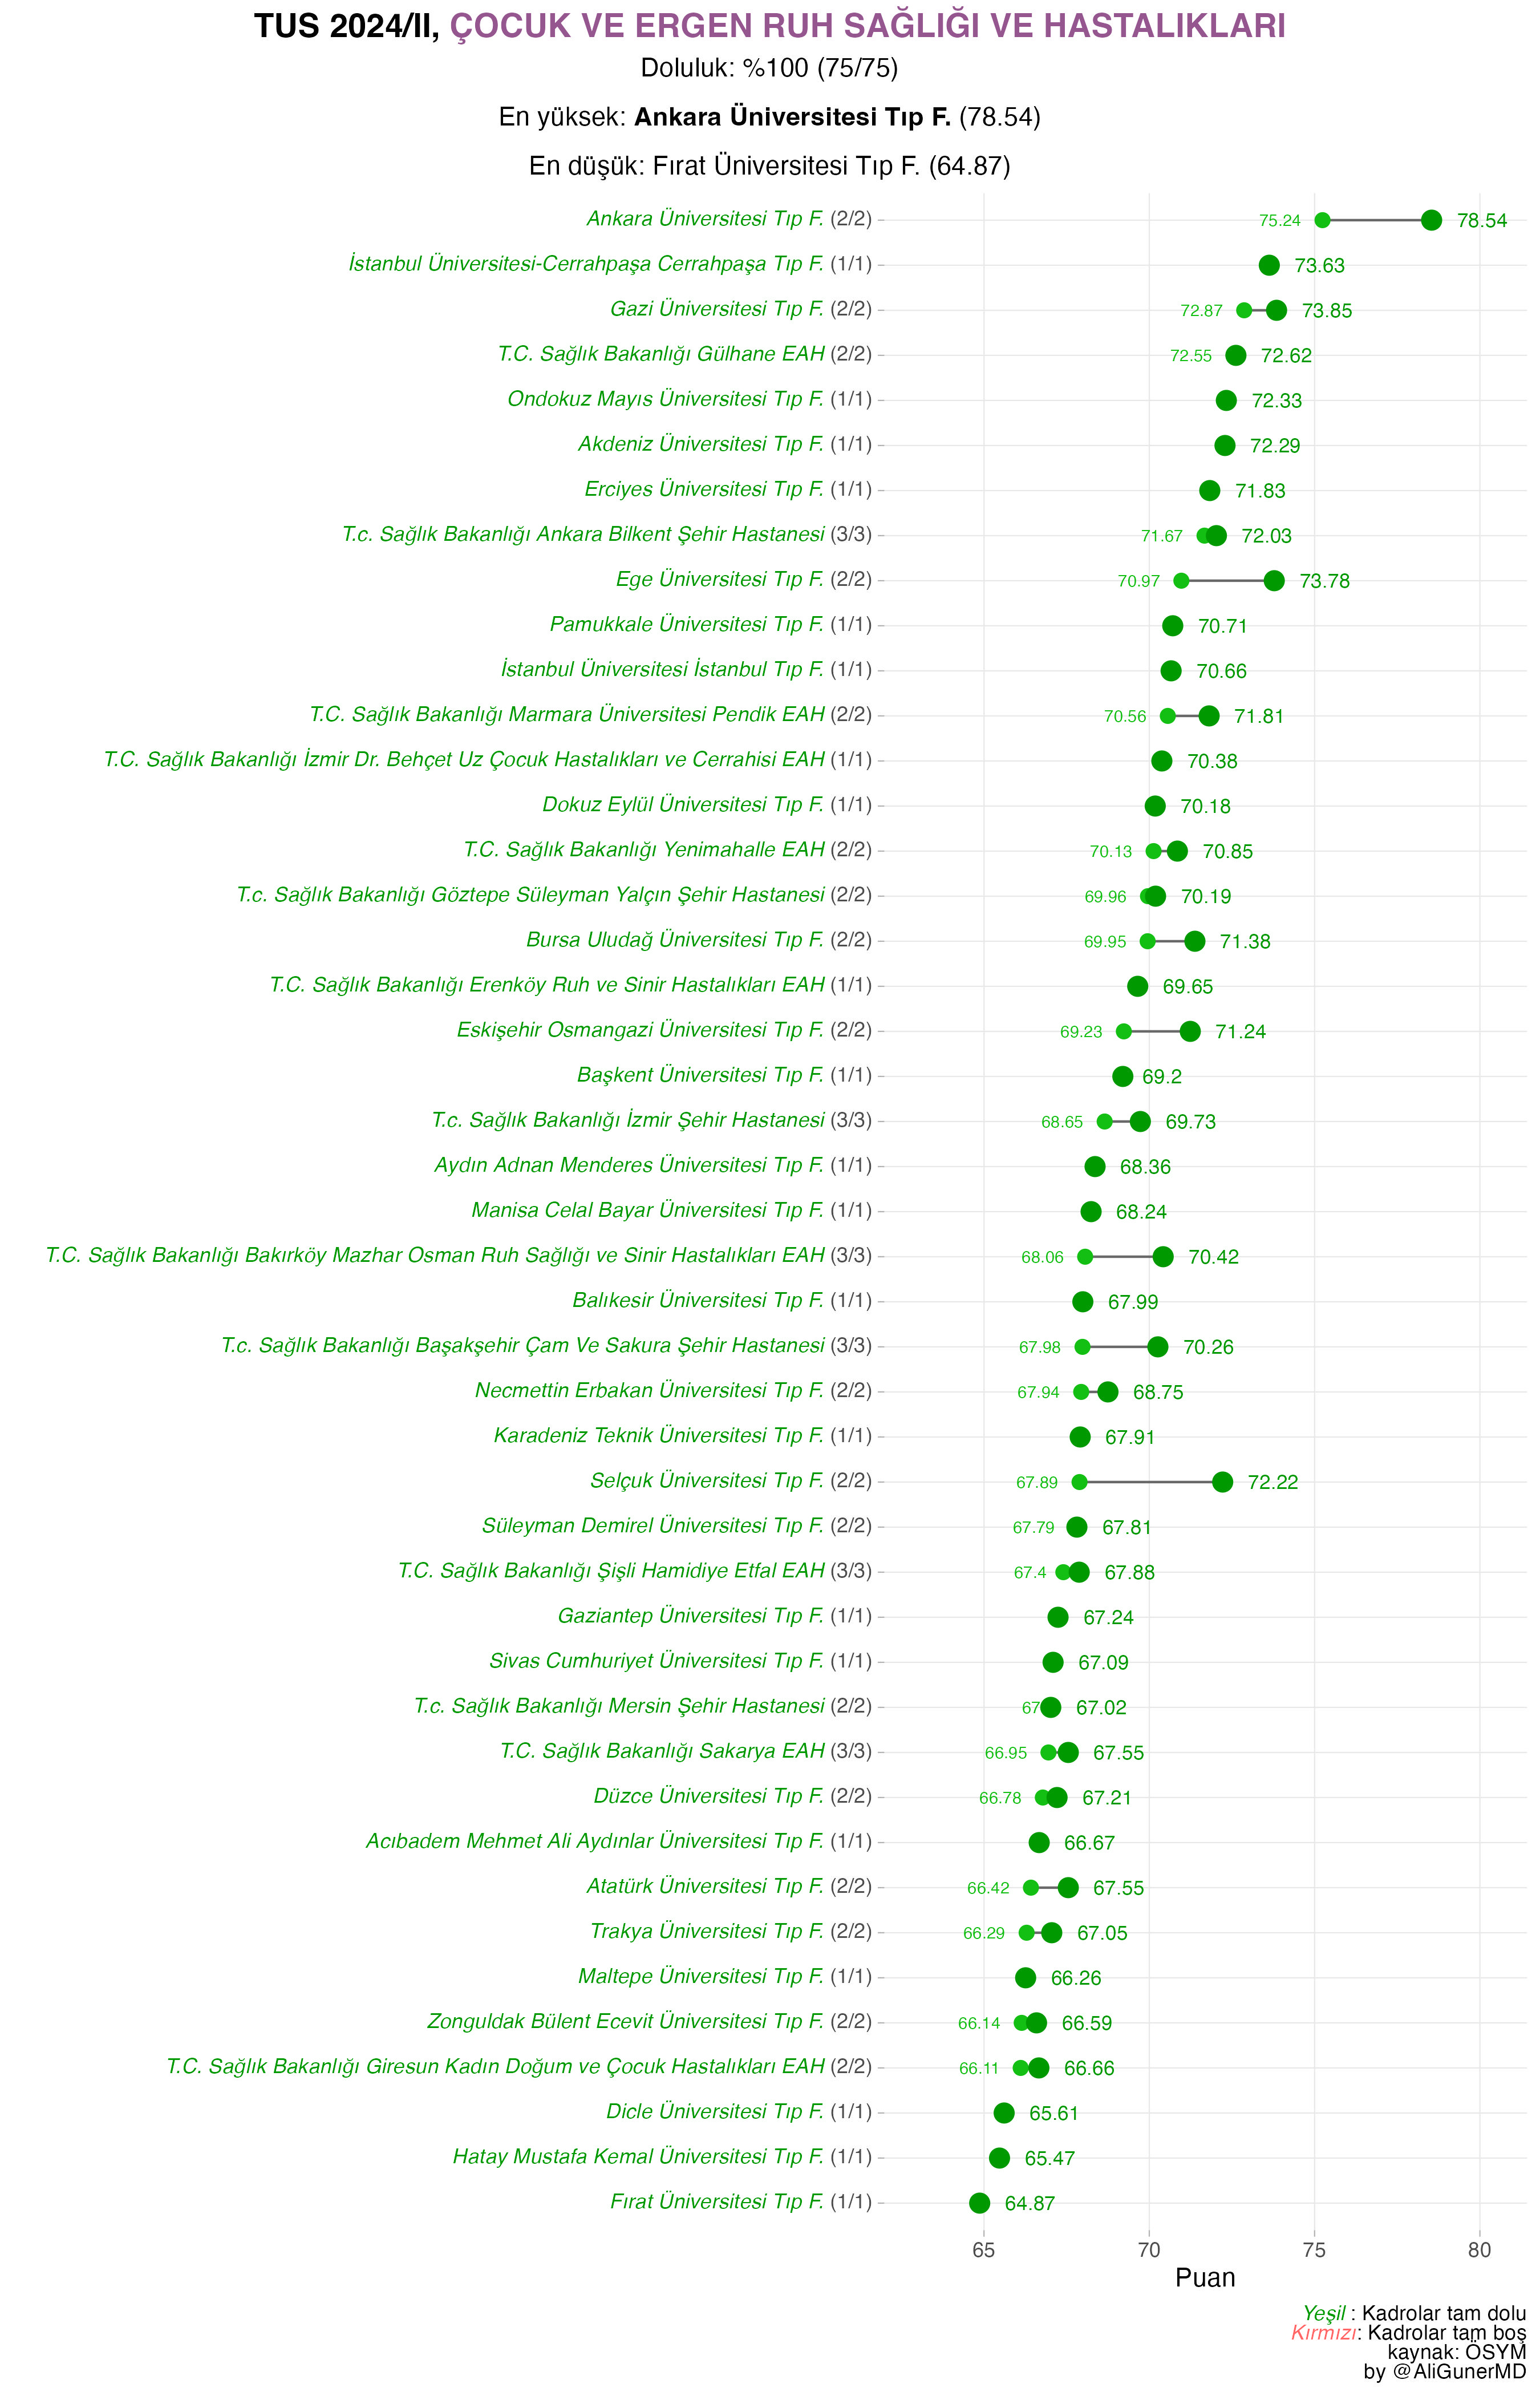 TUS 2024/II, ÇOCUK VE ERGEN RUH SAĞLIĞI VE HASTALIKLARI
Doluluk: %100 (75/75)
En yüksek: Ankara Üniversitesi Tıp F. (78.54)
En düşük: Fırat Üniversitesi Tıp F. (64.87)
Ankara Üniversitesi Tıp F. (2/2) 75.24 78.54
İstanbul Üniversitesi-Cerrahpaşa Cerrahpaşa Tıp F. (1/1) 73.63
Gazi Üniversitesi Tıp F. (2/2) 72.87 73.85
T.C. Sağlık Bakanlığı Gülhane EAH (2/2) 72.55 72.62
Ondokuz Mayıs Üniversitesi Tıp F. (1/1) 72.33
Akdeniz Üniversitesi Tıp F. (1/1) 72.29
Erciyes Üniversitesi Tıp F. (1/1) 71.83
T.c. Sağlık Bakanlığı Ankara Bilkent Şehir Hastanesi (3/3) 71.67 72.03
Ege Üniversitesi Tıp F. (2/2) 70.97 73.78
Pamukkale Üniversitesi Tıp F. (1/1) 70.71
İstanbul Üniversitesi İstanbul Tıp F. (1/1) 70.66
T.C. Sağlık Bakanlığı Marmara Üniversitesi Pendik EAH (2/2) 70.56 71.81
T.C. Sağlık Bakanlığı İzmir Dr. Behçet Uz Çocuk Hastalıkları ve Cerrahisi EAH (1/1) 70.38
Dokuz Eylül Üniversitesi Tıp F. (1/1) 70.18
T.C. Sağlık Bakanlığı Yenimahalle EAH (2/2) 70.13 70.85
T.c. Sağlık Bakanlığı Göztepe Süleyman Yalçın Şehir Hastanesi (2/2) 69.96 70.19
Bursa Uludağ Üniversitesi Tıp F. (2/2) 69.95 71.38
T.C. Sağlık Bakanlığı Erenköy Ruh ve Sinir Hastalıkları EAH (1/1) 69.65
Eskişehir Osmangazi Üniversitesi Tıp F. (2/2) 69.23 71.24
Başkent Üniversitesi Tıp F. (1/1) 69.2
T.c. Sağlık Bakanlığı İzmir Şehir Hastanesi (3/3) 68.65 69.73
Aydın Adnan Menderes Üniversitesi Tıp F. (1/1) 68.36
Manisa Celal Bayar Üniversitesi Tıp F. (1/1) 68.24
T.C. Sağlık Bakanlığı Bakırköy Mazhar Osman Ruh Sağlığı ve Sinir Hastalıkları EAH (3/3) 68.06 70.42
Balıkesir Üniversitesi Tıp F. (1/1) 67.99
T.c. Sağlık Bakanlığı Başakşehir Çam Ve Sakura Şehir Hastanesi (3/3) 67.98 70.26
Necmettin Erbakan Üniversitesi Tıp F. (2/2) 67.94 68.75
Karadeniz Teknik Üniversitesi Tıp F. (1/1) 67.91
Selçuk Üniversitesi Tıp F. (2/2) 67.89 72.22
Süleyman Demirel Üniversitesi Tıp F. (2/2) 67.79 67.81
T.C. Sağlık Bakanlığı Şişli Hamidiye Etfal EAH (3/3) 67.4 67.88
Gaziantep Üniversitesi Tıp F. (1/1) 67.24
Sivas Cumhuriyet Üniversitesi Tıp F. (1/1) 67.09
T.c. Sağlık Bakanlığı Mersin Şehir Hastanesi (2/2) 67 67.02
T.C. Sağlık Bakanlığı Sakarya EAH (3/3) 66.95 67.55
Düzce Üniversitesi Tıp F. (2/2) 66.78 67.21
Acıbadem Mehmet Ali Aydınlar Üniversitesi Tıp F. (1/1) 66.67
Atatürk Üniversitesi Tıp F. (2/2) 66.42 67.55
Trakya Üniversitesi Tıp F. (2/2) 66.29 67.05
Maltepe Üniversitesi Tıp F. (1/1) 66.26
Zonguldak Bülent Ecevit Üniversitesi Tıp F. (2/2) 66.14 66.59
T.C. Sağlık Bakanlığı Giresun Kadın Doğum ve Çocuk Hastalıkları EAH (2/2) 66.11 66.66
Dicle Üniversitesi Tıp F. (1/1) 65.61
Hatay Mustafa Kemal Üniversitesi Tıp F. (1/1) 65.47
Fırat Üniversitesi Tıp F. (1/1) 64.87
65 70 75 80
Puan
Yeşil : Kadrolar tam dolu
Kırmızı: Kadrolar tam boş
kaynak: ÖSYM
by @AliGunerMD